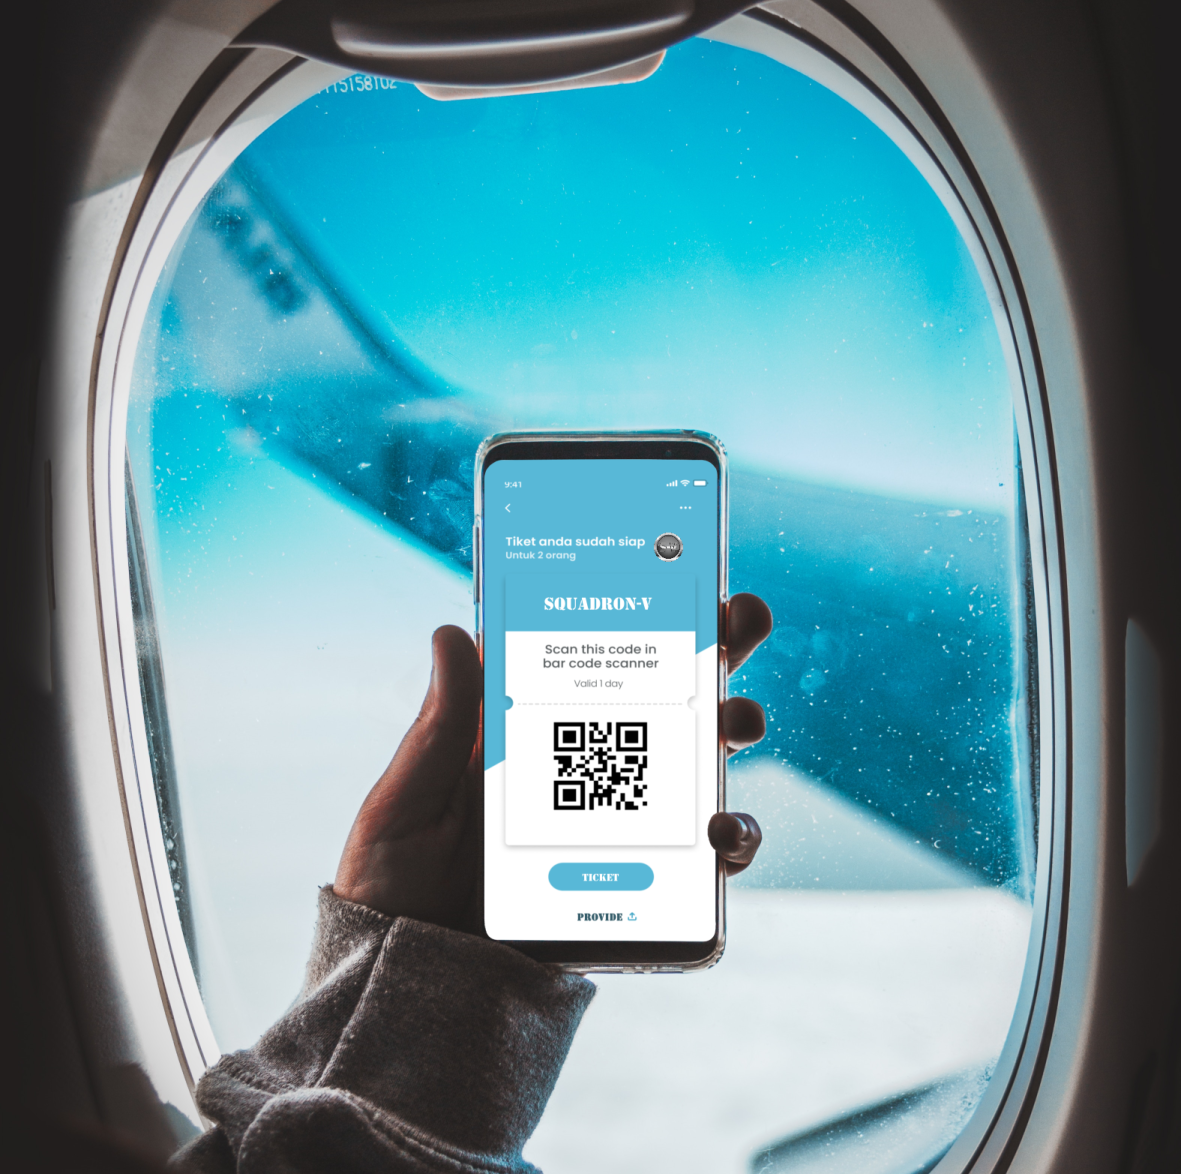 15158102
9:41
Tiket anda sudah siap
Untuk 2 orang
SQUADRON-V
Scan this code in
bar code scanner
Valid 1 day
TICKET
PROVIDE